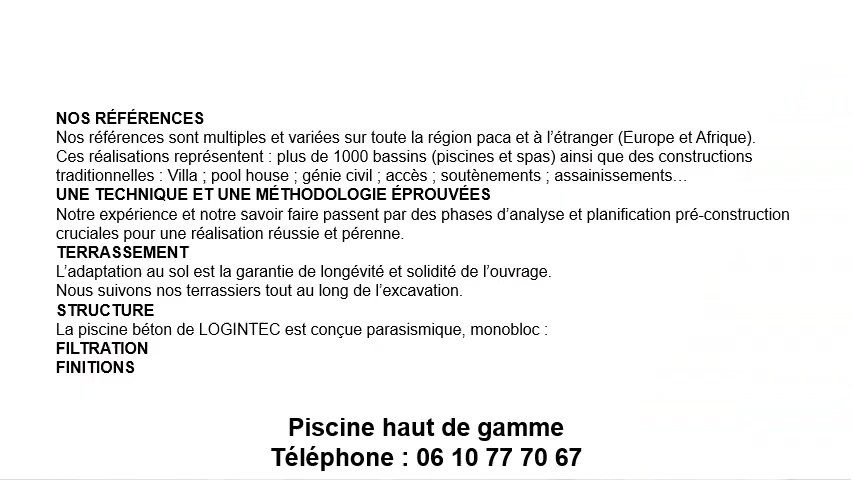 NOS RÉFÉRENCES
Nos références sont multiples et variées sur toute la région paca et à l’étranger (Europe et Afrique).
Ces réalisations représentent : plus de 1000 bassins (piscines et spas) ainsi que des constructions
traditionnelles : Villa ; pool house ; génie civil ; accès ; soutènements ; assainissements…
UNE TECHNIQUE ET UNE MÉTHODOLOGIE ÉPROUVÉES
Notre expérience et notre savoir faire passent par des phases d’analyse et planification pré-construction
cruciales pour une réalisation réussie et pérenne.
TERRASSEMENT
L’adaptation au sol est la garantie de longévité et solidité de l’ouvrage.
Nous suivons nos terrassiers tout au long de l’excavation.
STRUCTURE
La piscine béton de LOGINTEC est conçue parasismique, monobloc :
FILTRATION
FINITIONS
Piscine haut de gamme
Téléphone : 06 10 77 70 67